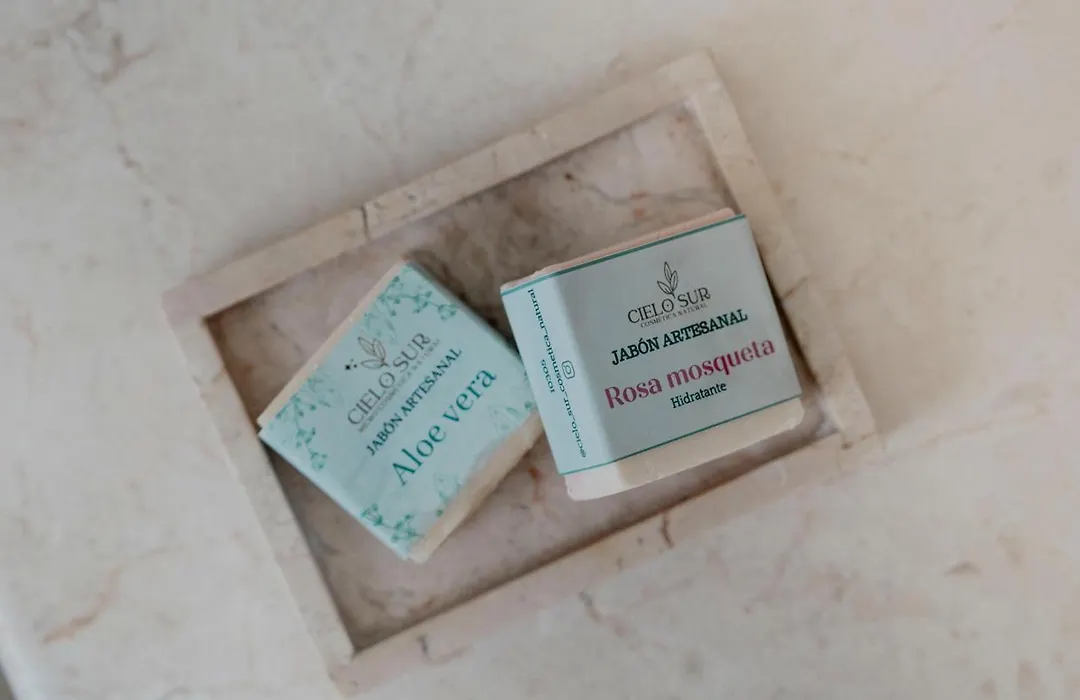 CIELO SUR
JABÓN ARTESANAL
Aloe vera
CIELO SUR
COSMÉTICA NATURAL
JABÓN ARTESANAL
Rosa mosqueta
Hidratante
@cielo_sur_cosmetica_natural